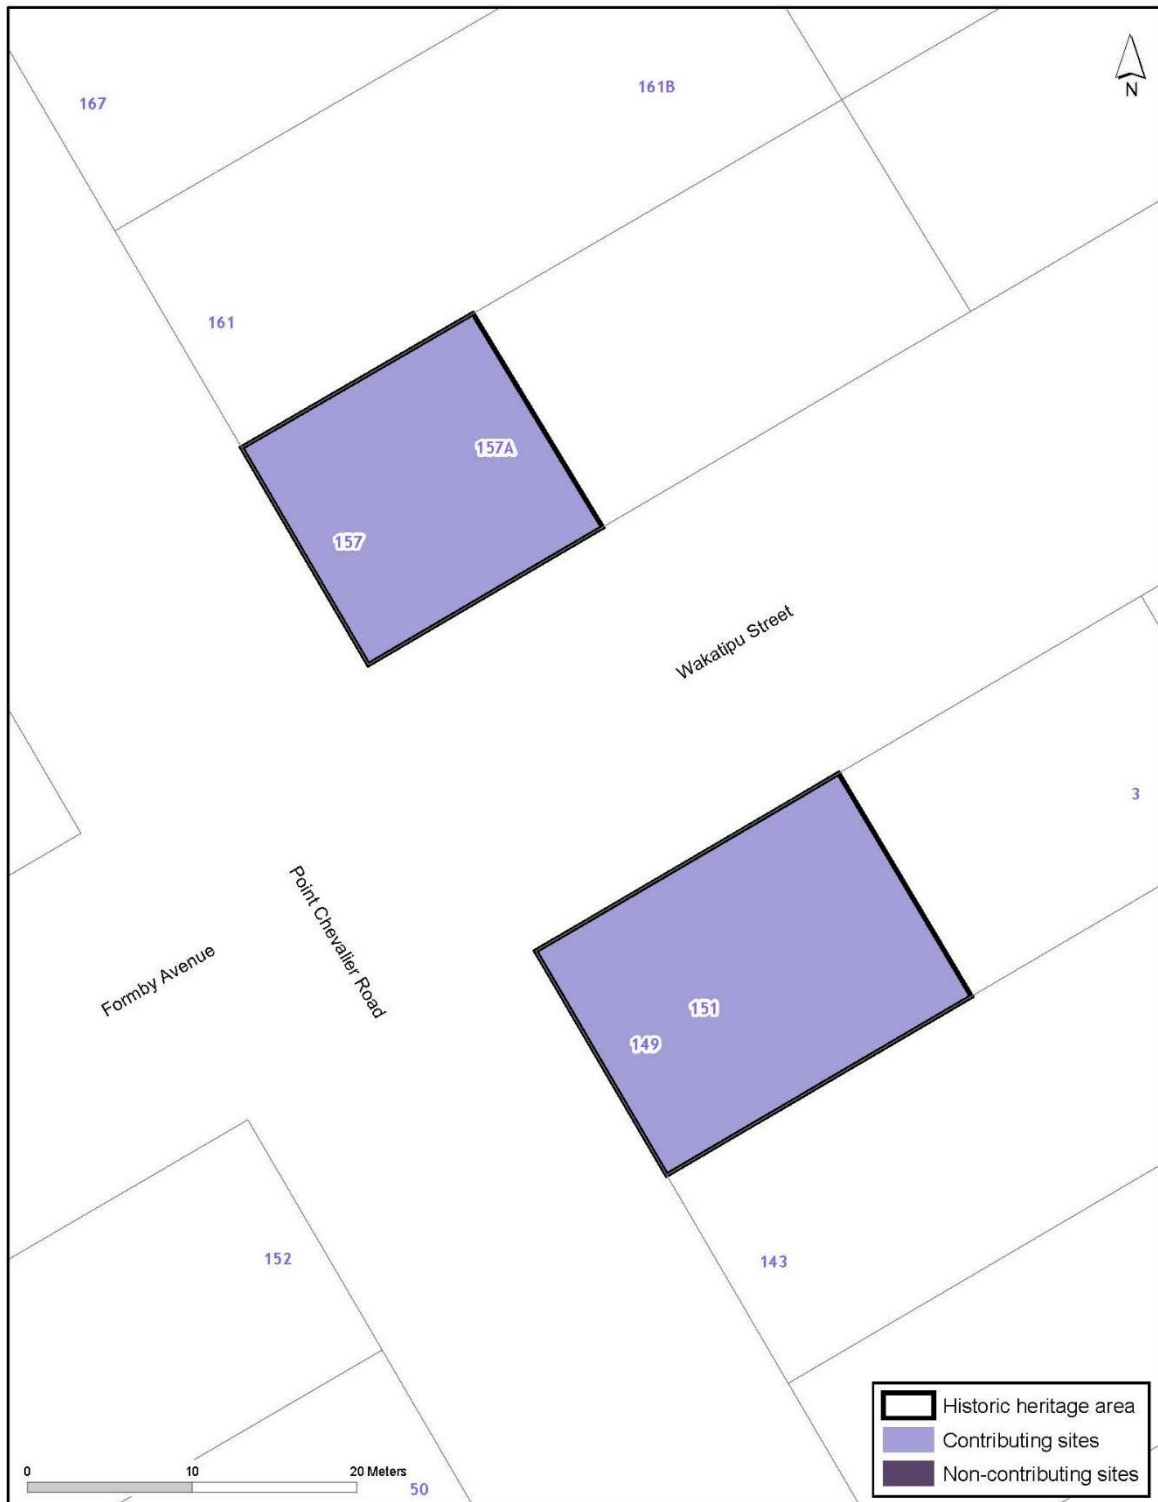 167
161B
N
161
157A
157
Wakatipu Street
3
Point Chevalier Road
Formby Avenue
151
149
152
143
Historic heritage area
Contributing sites
Non-contributing sites
0 10 20 Meters
50